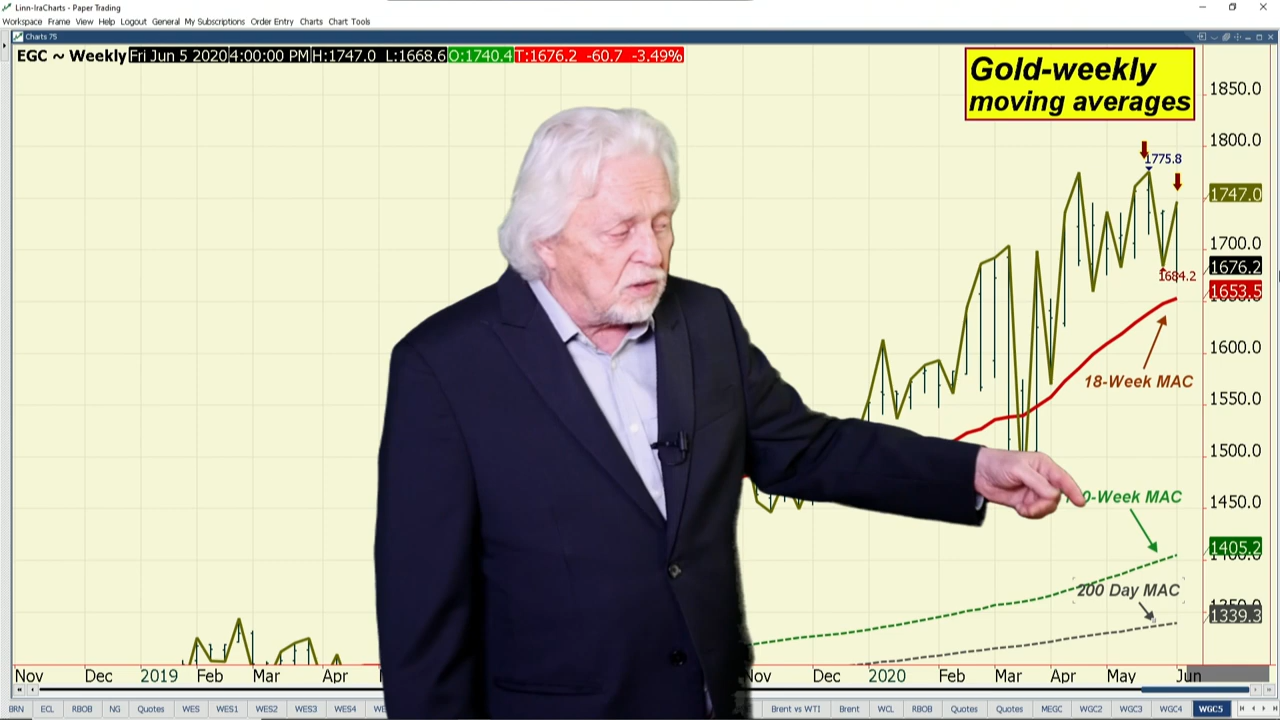 Linn-IraCharts - Paper Trading
Workspace Frame View Help Logout General My Subscriptions Order Entry Charts Chart Tools
Charts 75
EGC ~ Weekly Fri Jun 5 2020 4:00:00 PM H:1747.0 L:1668.6 O:1740.4 T:1676.2 -60.7 -3.49%
Gold-weekly
moving averages
1850.0
1800.0
1775.8
1747.0
1700.0
1676.2
1684.2
1653.5
1600.0
18-Week MAC
1550.0
1500.0
0-Week MAC
1450.0
1405.2
200 Day MAC
1339.3
Nov Dec 2019 Feb Mar Apr Nov Dec 2020 Feb Mar Apr May Jun
BRN ECL RBOB NG Quotes WES WES1 WES2 WES3 WES4 Brent vs WTI Brent WCL RBOB Quotes Quotes MEGC WGC2 WGC3 WGC4 WGC5